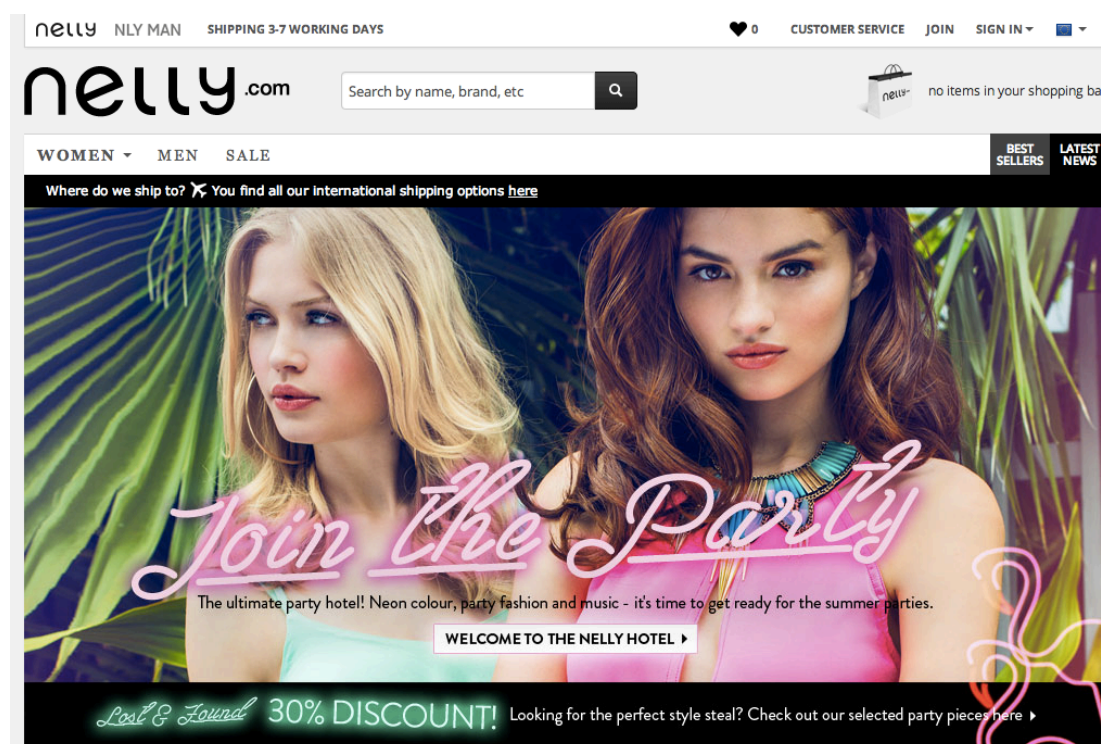 nelly NLY MAN SHIPPING 3-7 WORKING DAYS 0 CUSTOMER SERVICE JOIN SIGN IN
nelly.com Search by name, brand, etc nelly no items in your shopping ba
WOMEN MEN SALE
BEST SELLERS
LATEST NEWS
Where do we ship to? You find all our international shipping options here
Join the Party
The ultimate party hotel! Neon colour, party fashion and music - it's time to get ready for the summer parties.
WELCOME TO THE NELLY HOTEL
Lost & Found 30% DISCOUNT! Looking for the perfect style steal? Check out our selected party pieces here